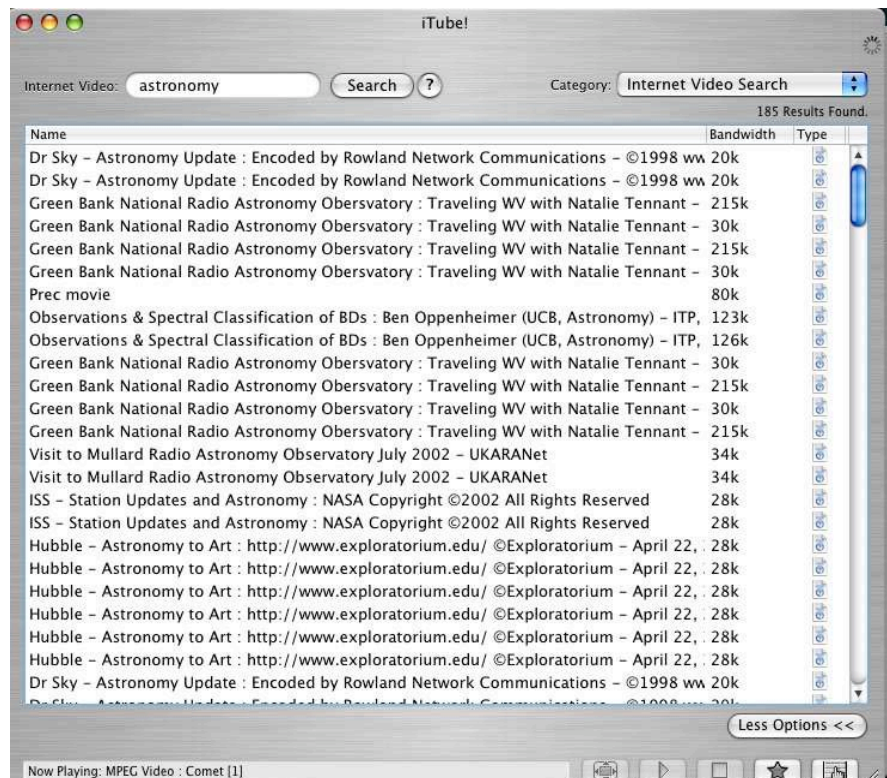 iTube!
Internet Video: astronomy Search ? Category: Internet Video Search
185 Results Found.
Name Bandwidth Type
Dr Sky – Astronomy Update : Encoded by Rowland Network Communications – ©1998 ww 20k
Dr Sky – Astronomy Update : Encoded by Rowland Network Communications – ©1998 ww 20k
Green Bank National Radio Astronomy Obersvatory : Traveling WV with Natalie Tennant – 215k
Green Bank National Radio Astronomy Obersvatory : Traveling WV with Natalie Tennant – 30k
Green Bank National Radio Astronomy Obersvatory : Traveling WV with Natalie Tennant – 215k
Green Bank National Radio Astronomy Obersvatory : Traveling WV with Natalie Tennant – 30k
Prec movie 80k
Observations & Spectral Classification of BDs : Ben Oppenheimer (UCB, Astronomy) – ITP, 123k
Observations & Spectral Classification of BDs : Ben Oppenheimer (UCB, Astronomy) – ITP, 126k
Green Bank National Radio Astronomy Obersvatory : Traveling WV with Natalie Tennant – 30k
Green Bank National Radio Astronomy Obersvatory : Traveling WV with Natalie Tennant – 215k
Green Bank National Radio Astronomy Obersvatory : Traveling WV with Natalie Tennant – 30k
Green Bank National Radio Astronomy Obersvatory : Traveling WV with Natalie Tennant – 215k
Visit to Mullard Radio Astronomy Observatory July 2002 – UKARANet 34k
Visit to Mullard Radio Astronomy Observatory July 2002 – UKARANet 34k
ISS – Station Updates and Astronomy : NASA Copyright ©2002 All Rights Reserved 28k
ISS – Station Updates and Astronomy : NASA Copyright ©2002 All Rights Reserved 28k
Hubble – Astronomy to Art : http://www.exploratorium.edu/ ©Exploratorium – April 22, 28k
Hubble – Astronomy to Art : http://www.exploratorium.edu/ ©Exploratorium – April 22, 28k
Hubble – Astronomy to Art : http://www.exploratorium.edu/ ©Exploratorium – April 22, 28k
Hubble – Astronomy to Art : http://www.exploratorium.edu/ ©Exploratorium – April 22, 28k
Hubble – Astronomy to Art : http://www.exploratorium.edu/ ©Exploratorium – April 22, 28k
Hubble – Astronomy to Art : http://www.exploratorium.edu/ ©Exploratorium – April 22, 28k
Dr Sky – Astronomy Update : Encoded by Rowland Network Communications – ©1998 ww 20k
Less Options <<
Now Playing: MPEG Video : Comet [1]